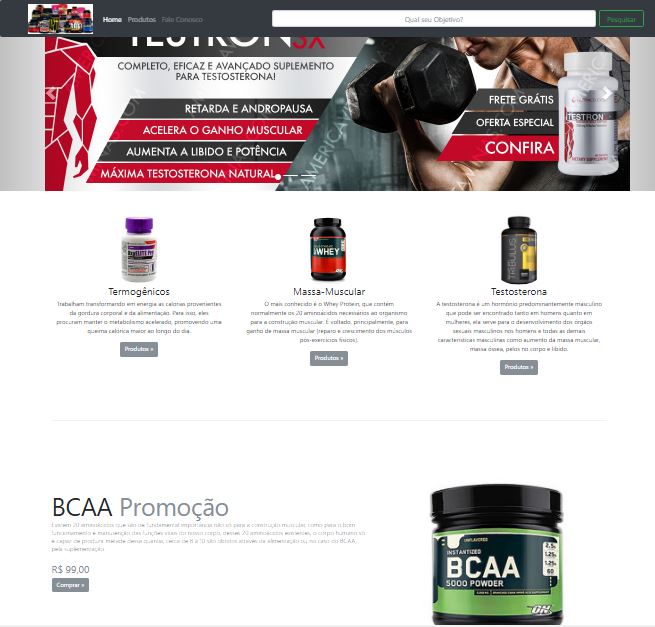 Home Produtos Fale Conosco
Qual seu Objetivo?
Pesquisar
TESTRON SX
COMPLETO, EFICAZ E AVANÇADO SUPLEMENTO
PARA TESTOSTERONA!
RETARDA E ANDROPAUSA
ACELERA O GANHO MUSCULAR
AUMENTA A LIBIDO E POTÊNCIA
MÁXIMA TESTOSTERONA NATURAL
FRETE GRÁTIS
OFERTA ESPECIAL
CONFIRA
TESTRON
WHEY
TRIBULUS
Termogênicos
Trabalham transformando em energia as calorias provenientes
da gordura corporal e da alimentação. Para isso, eles
procuram manter o metabolismo acelerado, promovendo uma
queima calórica maior ao longo do dia.
Produtos »
Massa-Muscular
O mais conhecido é o Whey Protein, que contém
normalmente os 20 aminoácidos necessários ao organismo
para a construção muscular. É voltado, principalmente, para
ganho de massa muscular (reparo e crescimento dos músculos
pós-exercícios físicos).
Produtos »
Testosterona
A testosterona é um hormônio predominantemente masculino
que pode ser encontrado tanto em homens quanto em
mulheres, ela serve para o desenvolvimento dos órgãos
sexuais masculinos nos homens e todas as demais
características masculinas como aumento da massa muscular,
massa óssea, pelos no corpo e libido.
Produtos »
BCAA Promoção
Existem 20 aminoácidos que são de fundamental importância não só para a construção muscular, como para o bom
funcionamento e manutenção das funções vitais do nosso corpo, destes 20 aminoácidos existentes, o corpo humano só
é capaz de produzir metade dessa quantia, cerca de 8 a 10 são obtidos através da alimentação ou no caso do BCAA,
pela suplementação.
R$ 99,00
Comprar »
UNFLAVORED
INSTANTIZED
BCAA
5000 POWDER
60
ON